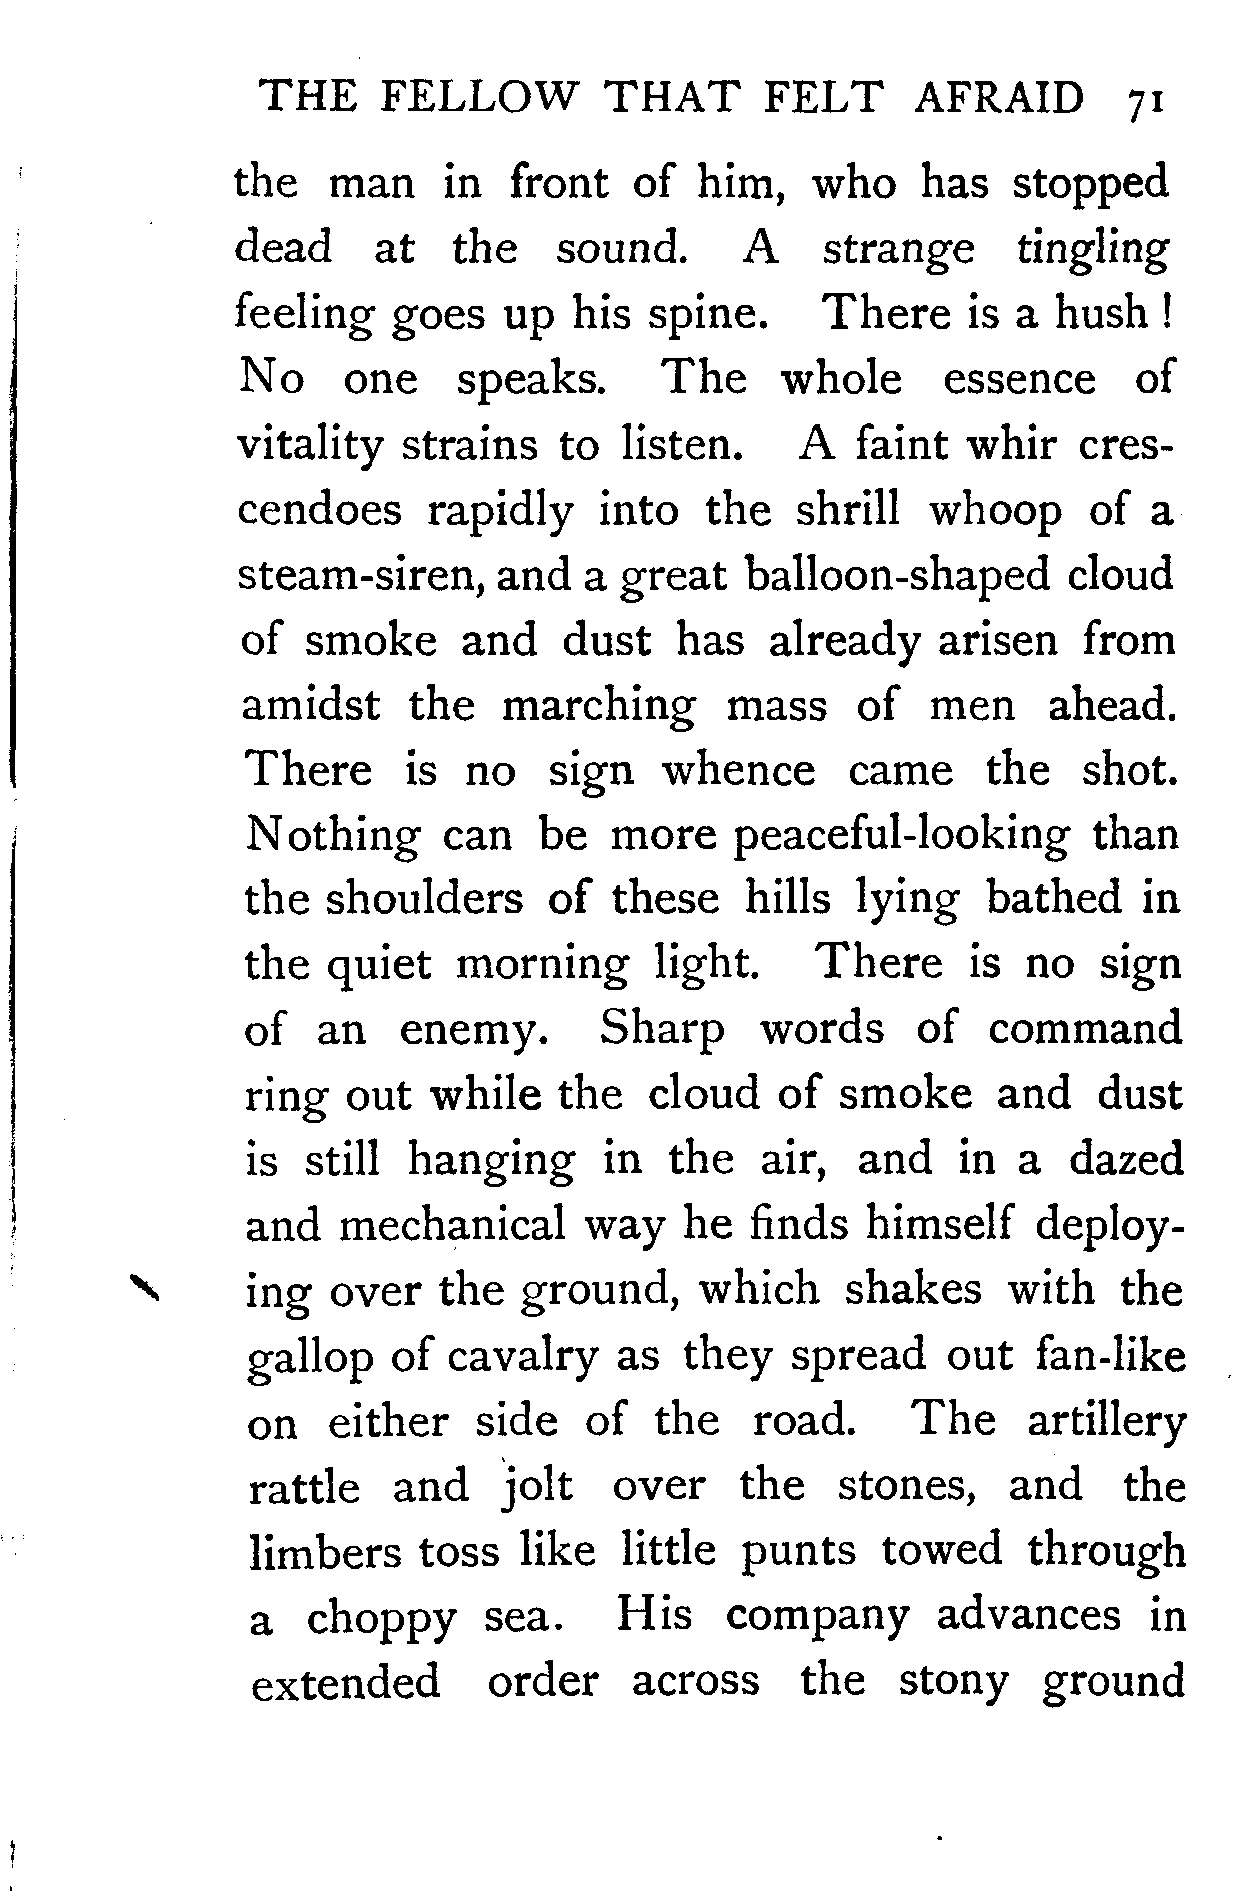 THE FELLOW THAT FELT AFRAID 71
the man in front of him, who has stopped
dead at the sound. A strange tingling
feeling goes up his spine. There is a hush !
No one speaks. The whole essence of
vitality strains to listen. A faint whir cres-
cendoes rapidly into the shrill whoop of a
steam-siren, and a great balloon-shaped cloud
of smoke and dust has already arisen from
amidst the marching mass of men ahead.
There is no sign whence came the shot.
Nothing can be more peaceful-looking than
the shoulders of these hills lying bathed in
the quiet morning light. There is no sign
of an enemy. Sharp words of command
ring out while the cloud of smoke and dust
is still hanging in the air, and in a dazed
and mechanical way he finds himself deploy-
ing over the ground, which shakes with the
gallop of cavalry as they spread out fan-like
on either side of the road. The artillery
rattle and jolt over the stones, and the
limbers toss like little punts towed through
a choppy sea. His company advances in
extended order across the stony ground